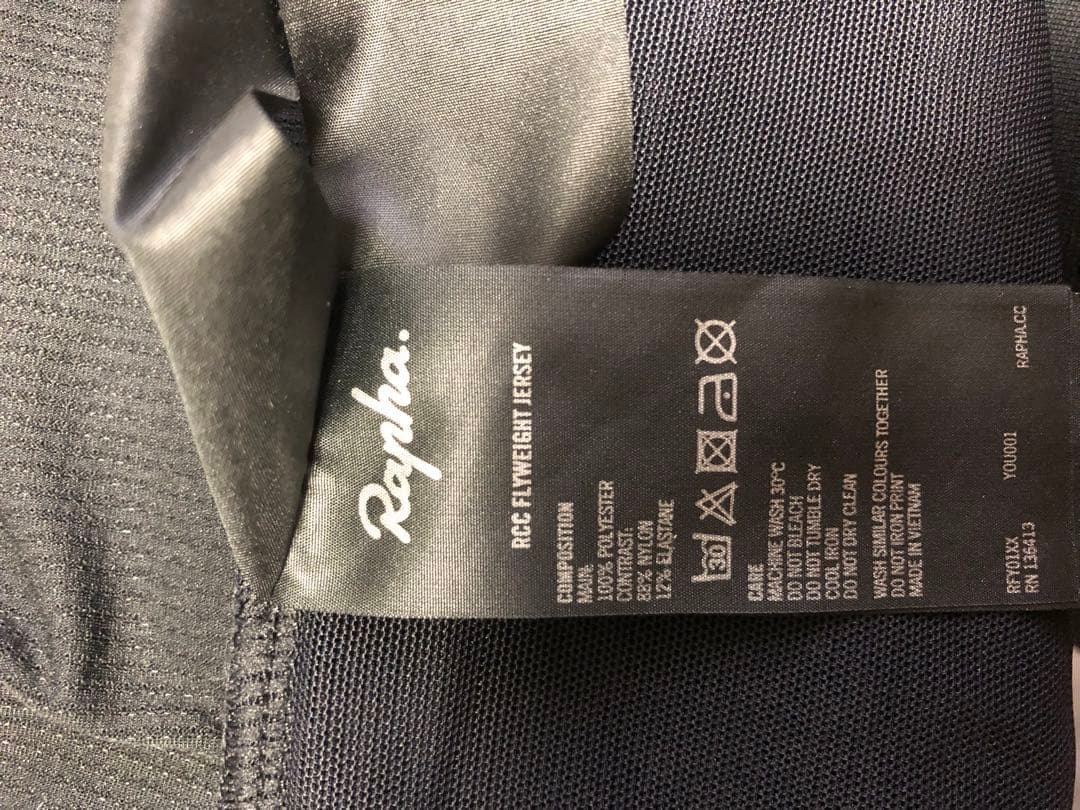 Rapha.
RCC FLYWEIGHT JERSEY
COMPOSITION
MAIN:
100% POLYESTER
CONTRAST:
88% NYLON
12% ELASTANE
30
CARE
MACHINE WASH 30°C
DO NOT BLEACH
DO NOT TUMBLE DRY
COOL IRON
DO NOT DRY CLEAN
WASH SIMILAR COLOURS TOGETHER
DO NOT IRON PRINT
MADE IN VIETNAM
RFY01XX YOU001 RAPHA.CC
RN 136413